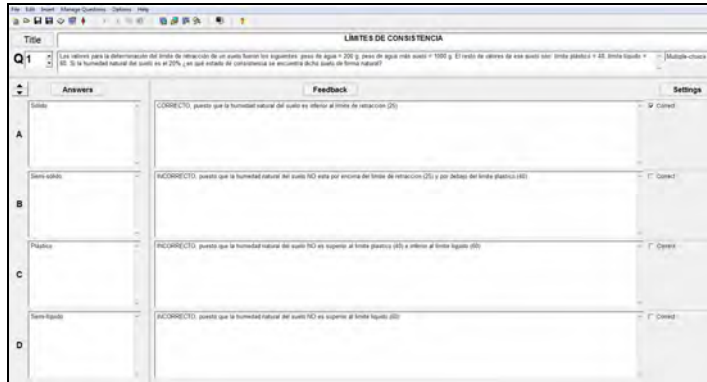 File Edit Insert Manage Questions Options Help
Title
LÍMITES DE CONSISTENCIA
Q 1
Los valores para la determinación del límite de retracción de un suelo fueron los siguientes: peso de agua = 200 g, peso de agua más suelo = 1000 g. El resto de valores de ese suelo son: límite plástico = 40, límite líquido =
60. Si la humedad natural del suelo es el 20% ¿en qué estado de consistencia se encuentra dicho suelo de forma natural?
Multiple-choice
Answers
Feedback
Settings
A
Sólido
CORRECTO, puesto que la humedad natural del suelo es inferior al límite de retracción (25)
Correct
B
Semi-sólido
INCORRECTO, puesto que la humedad natural del suelo NO está por encima del límite de retracción (25) y por debajo del límite plástico (40)
Correct
C
Plástico
INCORRECTO, puesto que la humedad natural del suelo NO es superior al límite plástico (40) e inferior al límite líquido (60)
Correct
D
Semi-líquido
INCORRECTO, puesto que la humedad natural del suelo NO es superior al límite líquido (60)
Correct